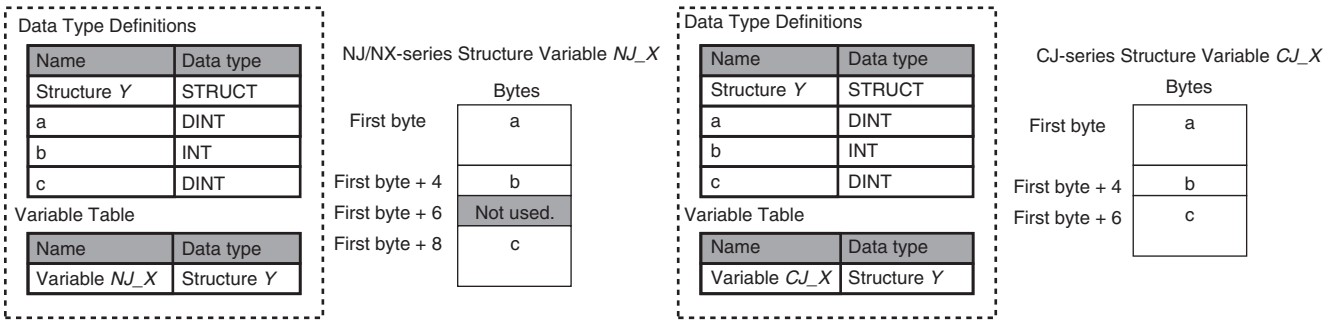 Data Type Definitions
Name Data type
Structure Y STRUCT
a DINT
b INT
c DINT
Variable Table
Name Data type
Variable NJ_X Structure Y
NJ/NX-series Structure Variable NJ_X
Bytes
First byte a
First byte + 4 b
First byte + 6 Not used.
First byte + 8 c
Data Type Definitions
Name Data type
Structure Y STRUCT
a DINT
b INT
c DINT
Variable Table
Name Data type
Variable CJ_X Structure Y
CJ-series Structure Variable CJ_X
Bytes
First byte a
First byte + 4 b
First byte + 6 c